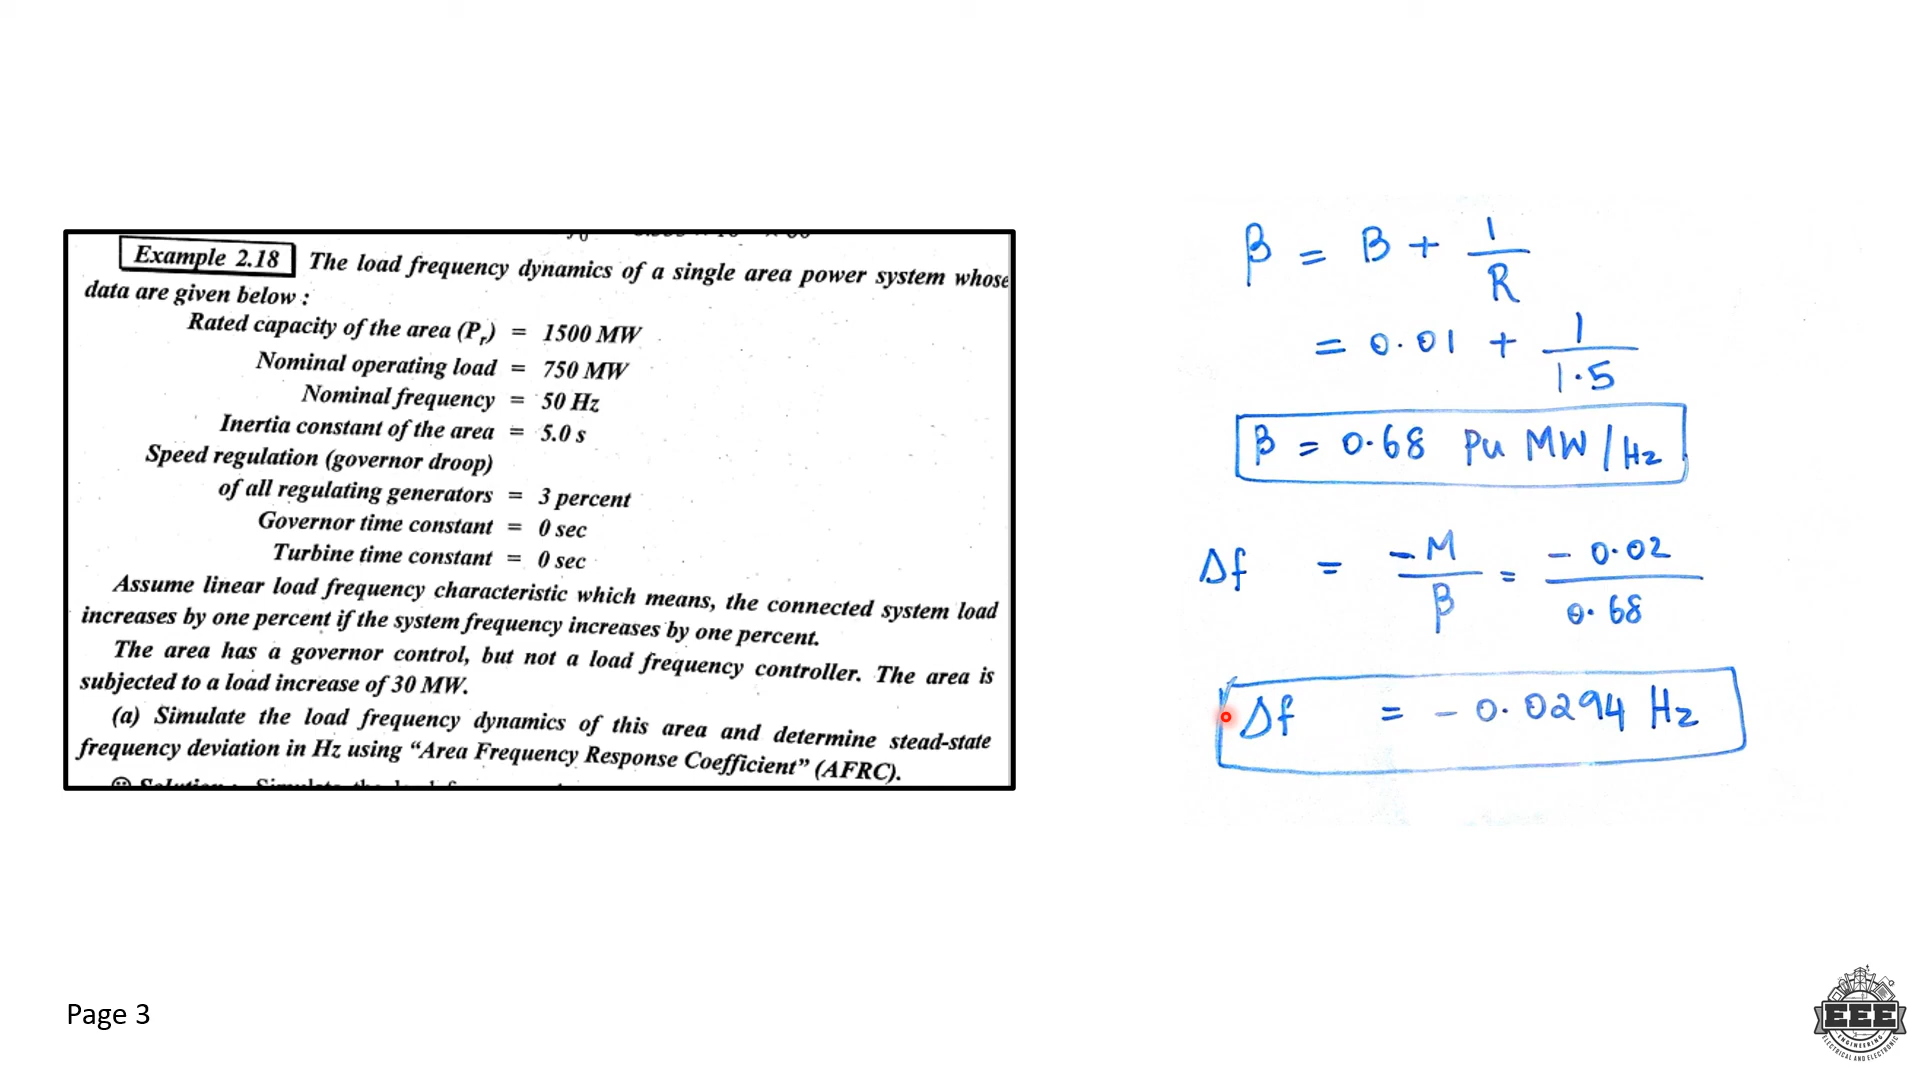 Example 2.18 The load frequency dynamics of a single area power system whose
data are given below :
Rated capacity of the area (Pr) = 1500 MW
Nominal operating load = 750 MW
Nominal frequency = 50 Hz
Inertia constant of the area = 5.0 s
Speed regulation (governor droop)
of all regulating generators = 3 percent
Governor time constant = 0 sec
Turbine time constant = 0 sec
Assume linear load frequency characteristic which means, the connected system load
increases by one percent if the system frequency increases by one percent.
The area has a governor control, but not a load frequency controller. The area is
subjected to a load increase of 30 MW.
(a) Simulate the load frequency dynamics of this area and determine stead-state
frequency deviation in Hz using “Area Frequency Response Coefficient” (AFRC).
β = B + 1/R
= 0.01 + 1/1.5
β = 0.68 Pu MW/Hz
Δf = -M/β = -0.02/0.68
Δf = -0.0294 Hz
Page 3
EEE
ENGINEERING
ELECTRICAL AND ELECTRONIC